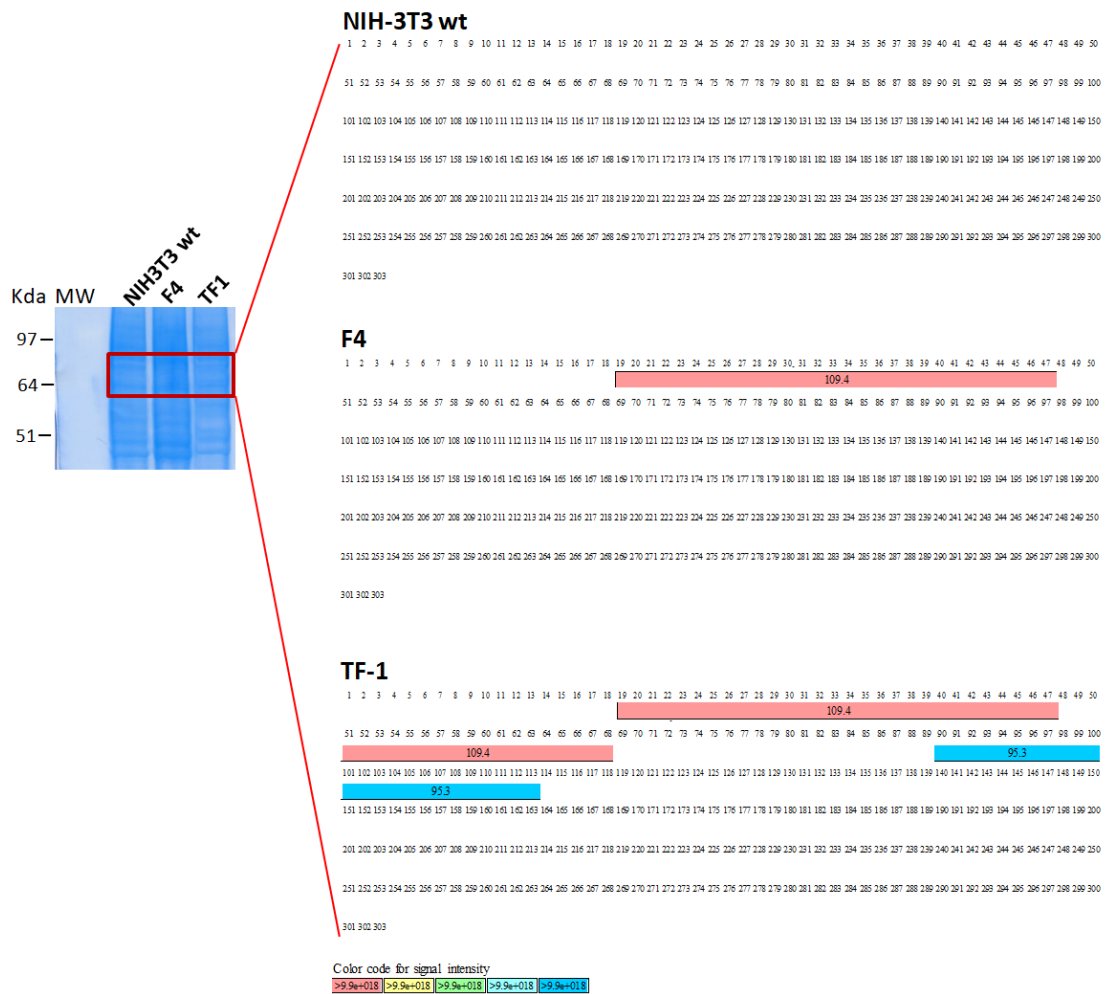 Kda MW NIH3T3 wt F4 TF1
97
64
51
NIH-3T3 wt
1 2 3 4 5 6 7 8 9 10 11 12 13 14 15 16 17 18 19 20 21 22 23 24 25 26 27 28 29 30 31 32 33 34 35 36 37 38 39 40 41 42 43 44 45 46 47 48 49 50
51 52 53 54 55 56 57 58 59 60 61 62 63 64 65 66 67 68 69 70 71 72 73 74 75 76 77 78 79 80 81 82 83 84 85 86 87 88 89 90 91 92 93 94 95 96 97 98 99 100
101 102 103 104 105 106 107 108 109 110 111 112 113 114 115 116 117 118 119 120 121 122 123 124 125 126 127 128 129 130 131 132 133 134 135 136 137 138 139 140 141 142 143 144 145 146 147 148 149 150
151 152 153 154 155 156 157 158 159 160 161 162 163 164 165 166 167 168 169 170 171 172 173 174 175 176 177 178 179 180 181 182 183 184 185 186 187 188 189 190 191 192 193 194 195 196 197 198 199 200
201 202 203 204 205 206 207 208 209 210 211 212 213 214 215 216 217 218 219 220 221 222 223 224 225 226 227 228 229 230 231 232 233 234 235 236 237 238 239 240 241 242 243 244 245 246 247 248 249 250
251 252 253 254 255 256 257 258 259 260 261 262 263 264 265 266 267 268 269 270 271 272 273 274 275 276 277 278 279 280 281 282 283 284 285 286 287 288 289 290 291 292 293 294 295 296 297 298 299 300
301 302 303
F4
1 2 3 4 5 6 7 8 9 10 11 12 13 14 15 16 17 18 19 20 21 22 23 24 25 26 27 28 29 30 31 32 33 34 35 36 37 38 39 40 41 42 43 44 45 46 47 48 49 50
109.4
51 52 53 54 55 56 57 58 59 60 61 62 63 64 65 66 67 68 69 70 71 72 73 74 75 76 77 78 79 80 81 82 83 84 85 86 87 88 89 90 91 92 93 94 95 96 97 98 99 100
101 102 103 104 105 106 107 108 109 110 111 112 113 114 115 116 117 118 119 120 121 122 123 124 125 126 127 128 129 130 131 132 133 134 135 136 137 138 139 140 141 142 143 144 145 146 147 148 149 150
151 152 153 154 155 156 157 158 159 160 161 162 163 164 165 166 167 168 169 170 171 172 173 174 175 176 177 178 179 180 181 182 183 184 185 186 187 188 189 190 191 192 193 194 195 196 197 198 199 200
201 202 203 204 205 206 207 208 209 210 211 212 213 214 215 216 217 218 219 220 221 222 223 224 225 226 227 228 229 230 231 232 233 234 235 236 237 238 239 240 241 242 243 244 245 246 247 248 249 250
251 252 253 254 255 256 257 258 259 260 261 262 263 264 265 266 267 268 269 270 271 272 273 274 275 276 277 278 279 280 281 282 283 284 285 286 287 288 289 290 291 292 293 294 295 296 297 298 299 300
301 302 303
TF-1
1 2 3 4 5 6 7 8 9 10 11 12 13 14 15 16 17 18 19 20 21 22 23 24 25 26 27 28 29 30 31 32 33 34 35 36 37 38 39 40 41 42 43 44 45 46 47 48 49 50
109.4
51 52 53 54 55 56 57 58 59 60 61 62 63 64 65 66 67 68 69 70 71 72 73 74 75 76 77 78 79 80 81 82 83 84 85 86 87 88 89 90 91 92 93 94 95 96 97 98 99 100
109.4 95.3
101 102 103 104 105 106 107 108 109 110 111 112 113 114 115 116 117 118 119 120 121 122 123 124 125 126 127 128 129 130 131 132 133 134 135 136 137 138 139 140 141 142 143 144 145 146 147 148 149 150
95.3
151 152 153 154 155 156 157 158 159 160 161 162 163 164 165 166 167 168 169 170 171 172 173 174 175 176 177 178 179 180 181 182 183 184 185 186 187 188 189 190 191 192 193 194 195 196 197 198 199 200
201 202 203 204 205 206 207 208 209 210 211 212 213 214 215 216 217 218 219 220 221 222 223 224 225 226 227 228 229 230 231 232 233 234 235 236 237 238 239 240 241 242 243 244 245 246 247 248 249 250
251 252 253 254 255 256 257 258 259 260 261 262 263 264 265 266 267 268 269 270 271 272 273 274 275 276 277 278 279 280 281 282 283 284 285 286 287 288 289 290 291 292 293 294 295 296 297 298 299 300
301 302 303
Color code for signal intensity
>9.9e+018 >9.9e+018 >9.9e+018 >9.9e+018 >9.9e+018